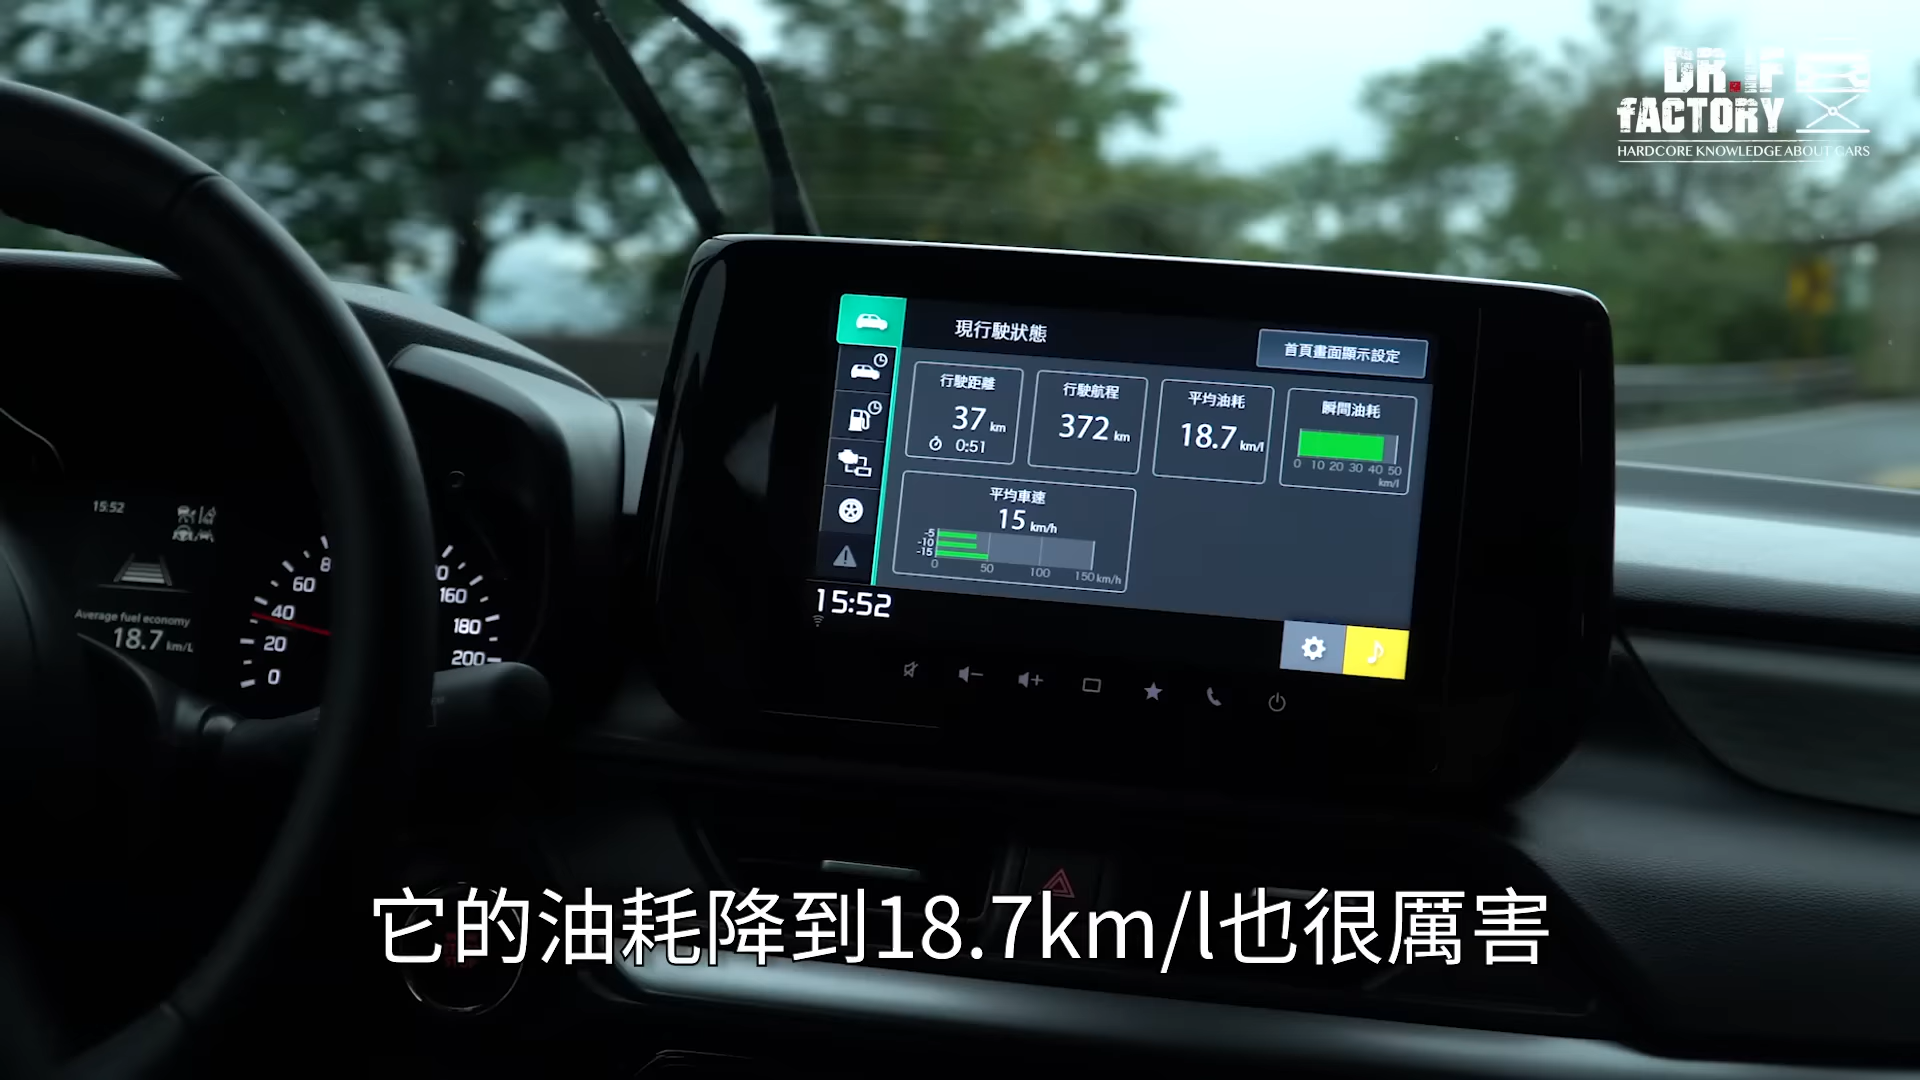 DR.IF
fACTORY
HARDCORE KNOWLEDGE ABOUT CARS
現行駛狀態
首頁畫面顯示設定
行駛距離
37 km
0:51
行駛航程
372 km
平均油耗
18.7 km/l
瞬間油耗
0 10 20 30 40 50
km/l
平均車速
15 km/h
-5
-10
-15
0 50 100 150 km/h
15:52
15:52
Average fuel economy
18.7 km/L
0
20
40
60
8
0
160
180
200
它的油耗降到18.7km/l也很厲害